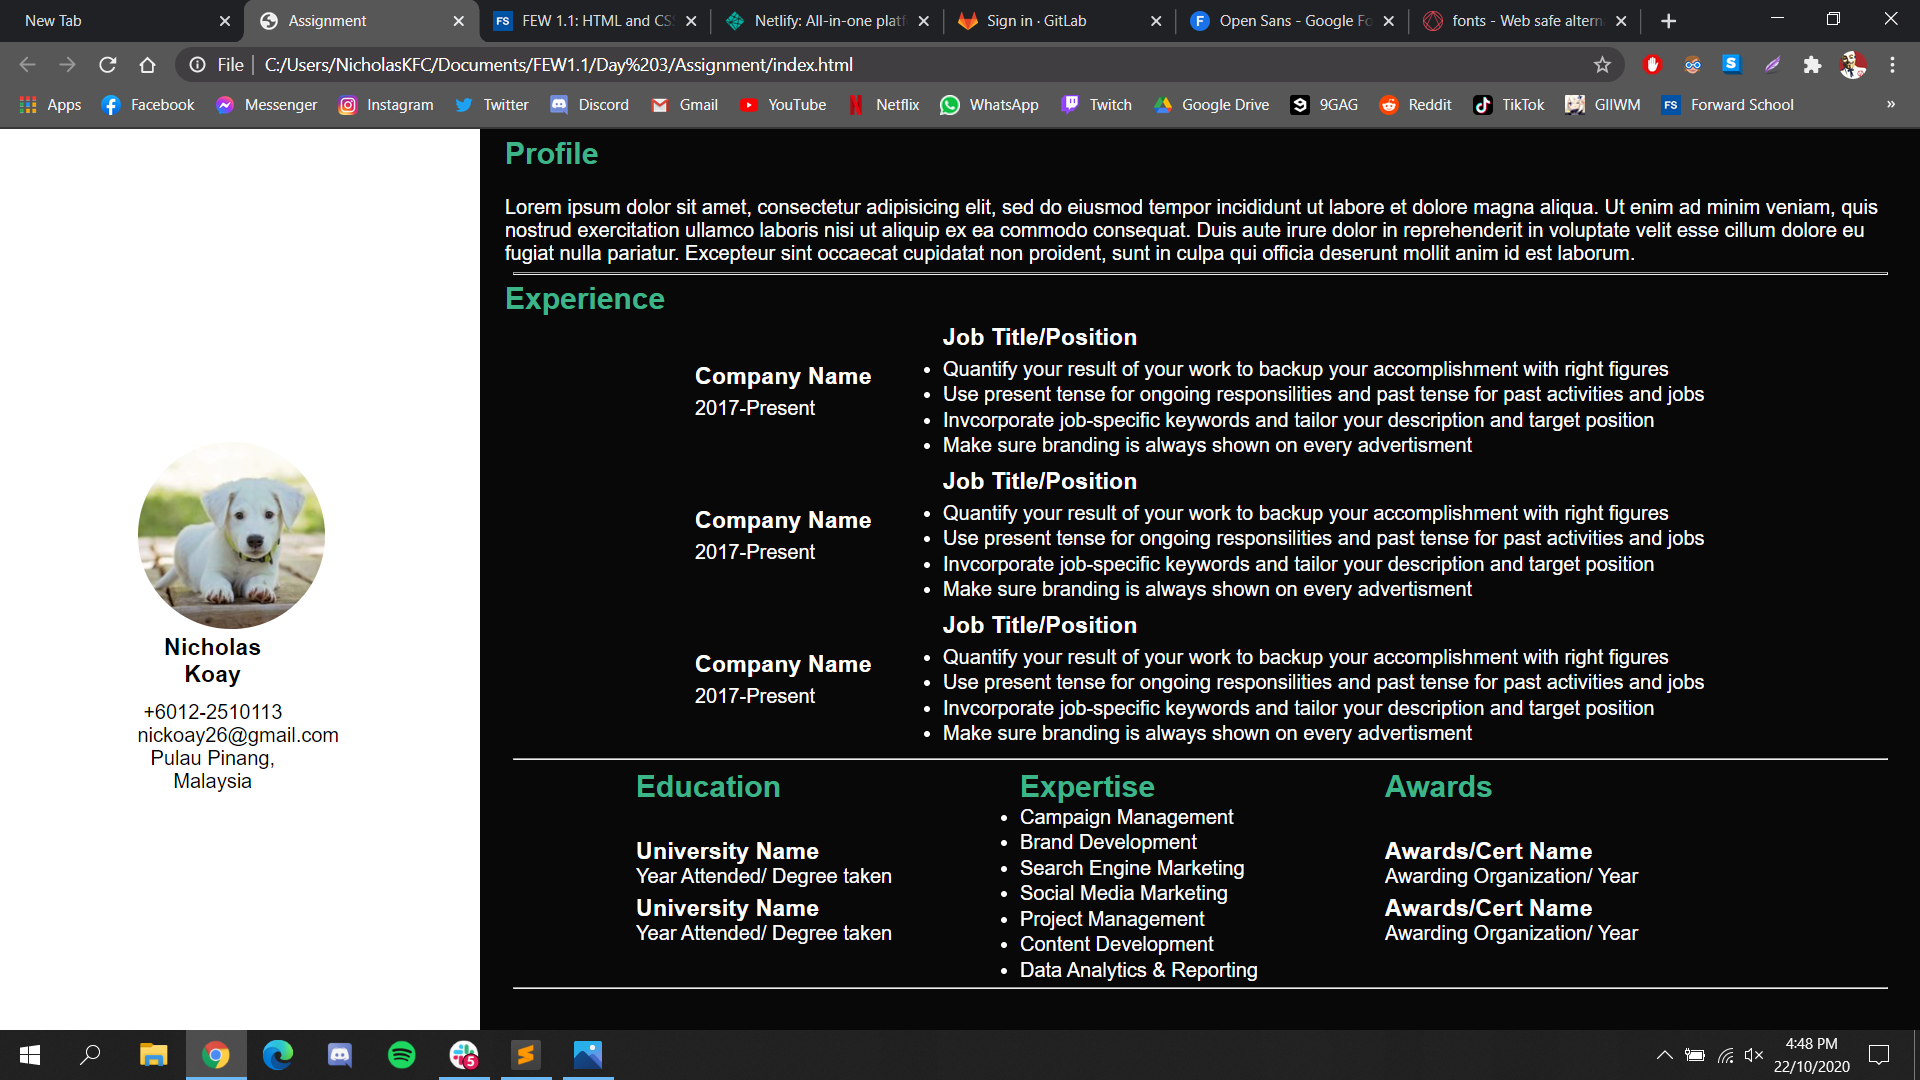 New Tab
Assignment
FEW 1.1: HTML and CS
Netlify: All-in-one platf
Sign in · GitLab
Open Sans - Google Fo
fonts - Web safe altern
File
C:/Users/NicholasKFC/Documents/FEW1.1/Day%203/Assignment/index.html
Apps
Facebook
Messenger
Instagram
Twitter
Discord
Gmail
YouTube
Netflix
WhatsApp
Twitch
Google Drive
9GAG
Reddit
TikTok
GIIWM
Forward School
»
Nicholas
Koay
+6012-2510113
nickoay26@gmail.com
Pulau Pinang,
Malaysia
Profile
Lorem ipsum dolor sit amet, consectetur adipisicing elit, sed do eiusmod tempor incididunt ut labore et dolore magna aliqua. Ut enim ad minim veniam, quis
nostrud exercitation ullamco laboris nisi ut aliquip ex ea commodo consequat. Duis aute irure dolor in reprehenderit in voluptate velit esse cillum dolore eu
fugiat nulla pariatur. Excepteur sint occaecat cupidatat non proident, sunt in culpa qui officia deserunt mollit anim id est laborum.
Experience
Company Name
2017-Present
Job Title/Position
• Quantify your result of your work to backup your accomplishment with right figures
• Use present tense for ongoing responsilities and past tense for past activities and jobs
• Invcorporate job-specific keywords and tailor your description and target position
• Make sure branding is always shown on every advertisment
Company Name
2017-Present
Job Title/Position
• Quantify your result of your work to backup your accomplishment with right figures
• Use present tense for ongoing responsilities and past tense for past activities and jobs
• Invcorporate job-specific keywords and tailor your description and target position
• Make sure branding is always shown on every advertisment
Company Name
2017-Present
Job Title/Position
• Quantify your result of your work to backup your accomplishment with right figures
• Use present tense for ongoing responsilities and past tense for past activities and jobs
• Invcorporate job-specific keywords and tailor your description and target position
• Make sure branding is always shown on every advertisment
Education
University Name
Year Attended/ Degree taken
University Name
Year Attended/ Degree taken
Expertise
• Campaign Management
• Brand Development
• Search Engine Marketing
• Social Media Marketing
• Project Management
• Content Development
• Data Analytics & Reporting
Awards
Awards/Cert Name
Awarding Organization/ Year
Awards/Cert Name
Awarding Organization/ Year
5
4:48 PM
22/10/2020